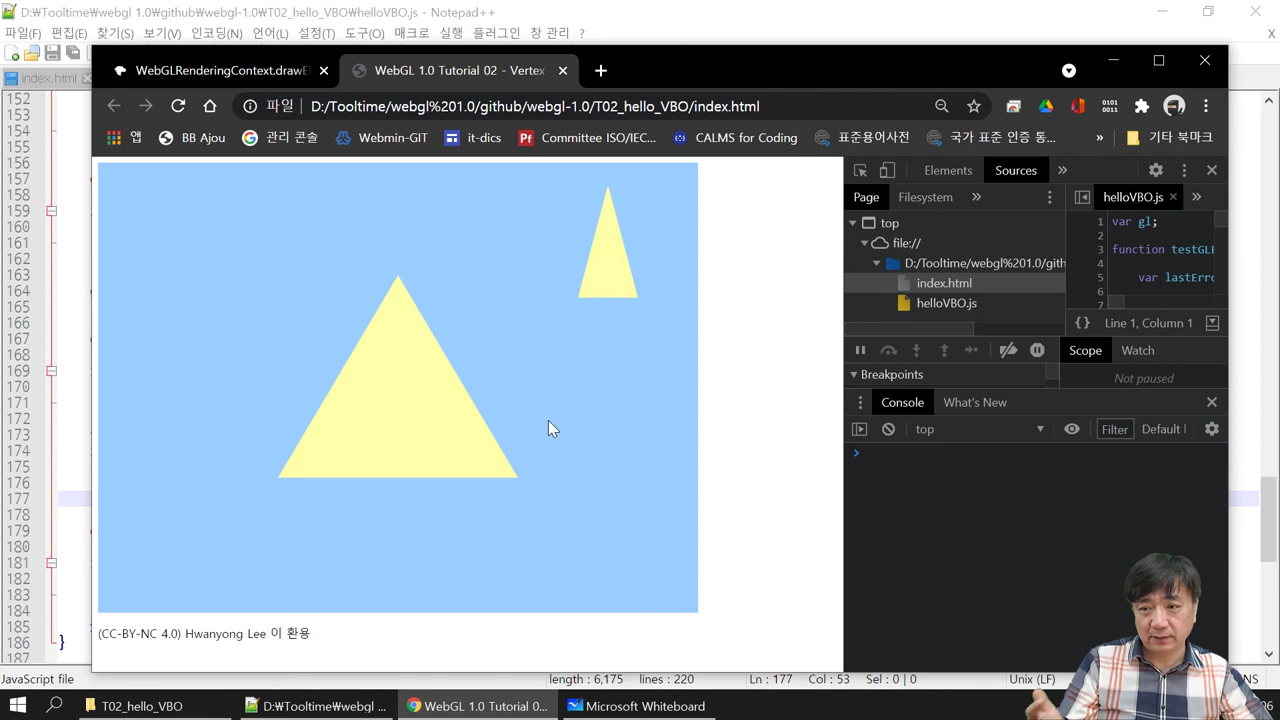 D:₩Tooltime₩webgl 1.0₩github₩webgl-1.0₩T02_hello_VBO₩helloVBO.js - Notepad++
파일(F) 편집(E) 찾기(S) 보기(V) 인코딩(N) 언어(L) 설정(T) 도구(O) 매크로 실행 플러그인 창 관리 ? X
index.html
WebGLRenderingContext.drawE
WebGL 1.0 Tutorial 02 - Vertex
파일 D:/Tooltime/webgl%201.0/github/webgl-1.0/T02_hello_VBO/index.html
앱 BB Ajou 관리 콘솔 Webmin-GIT it-dics Committee ISO/IEC... CALMS for Coding 표준용어사전 국가 표준 인증 통... » 기타 북마크
Elements Sources »
Page Filesystem » helloVBO.js × »
top
file://
D:/Tooltime/webgl%201.0/gith
index.html
helloVBO.js
1 var gl;
2
3 function testGLE
4
5 var lastErro
6
7
{ } Line 1, Column 1
Scope Watch
Breakpoints
Not paused
Console What's New
top Filter Default
152
153
154
155
156
157
158
159
160
161
162
163
164
165
166
167
168
169
170
171
172
173
174
175
176
177
178
179
180
181
182
183
184
185
186 }
187
(CC-BY-NC 4.0) Hwanyong Lee 이 환용
JavaScript file length : 6,175 lines : 220 Ln : 177 Col : 53 Sel : 0 | 0 Unix (LF) NS
T02_hello_VBO D:₩Tooltime₩webgl ... WebGL 1.0 Tutorial 0... Microsoft Whiteboard